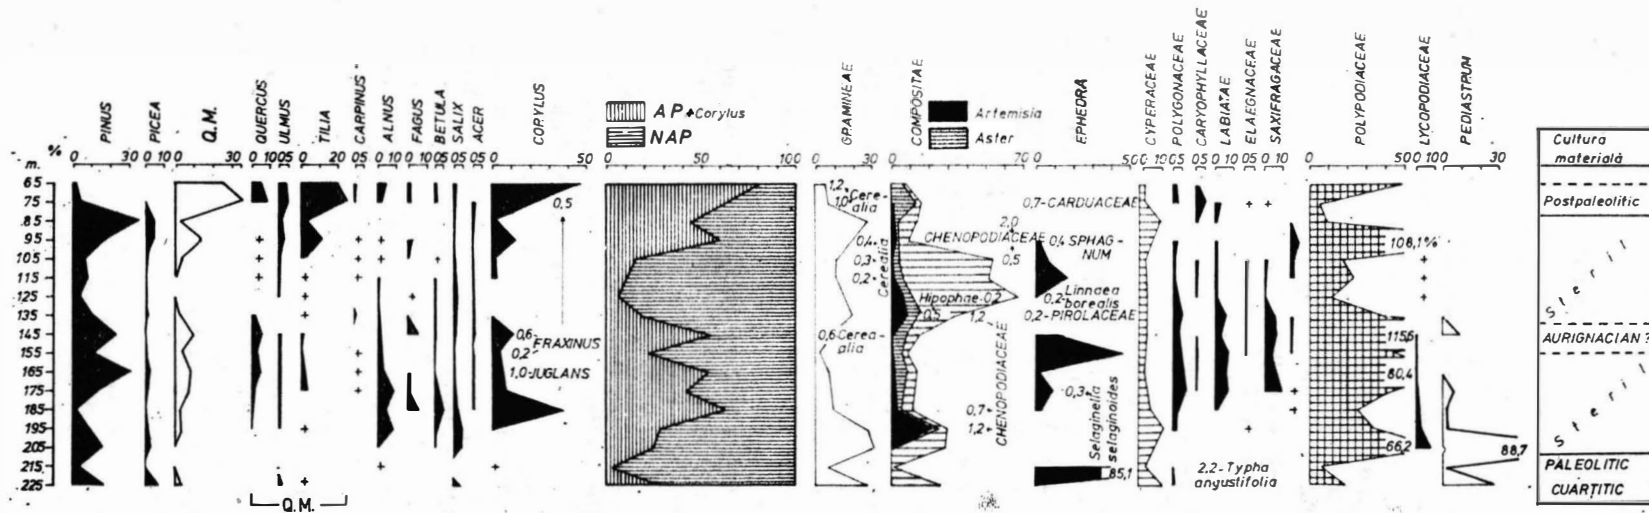 %
m.
PINUS
0 30
PICEA
0 10
Q.M.
0 30
QUERCUS
0 10
ULMUS
0 5
TILIA
0 20
CARPINUS
0 5
ALNUS
0 10
FAGUS
0 10
BETULA
0 5
SALIX
0 5
ACER
0 5
CORYLUS
0 50
AP + Corylus
NAP
0 50 100
GRAMINEAE
0 30
COMPOSITAE
0 70
Artemisia
Aster
EPHEDRA
0 5,0
CYPERACEAE
0 10
POLYGONACEAE
0 5
CARYOPHYLLACEAE
0 5
LABIATAE
0 10
ELAEGNACEAE
0 5
SAXIFRAGACEAE
0 10
POLYPODIACEAE
0 50
LYCOPODIACEAE
0 10
PEDIASTRUM
0 30
Cultura
materială
65
75
85
95
105
115
125
135
145
155
165
175
185
205
215
225
Q.M.
0,5
0,6-
FRAXINUS
0,2-
1,0-JUGLANS
1,2
1,0
Cere-
alia
0,4
0,3
0,2
Cerealia
0,6-Cere-
alia
0,7-CARDUACEAE
2,0
CHENOPODIACEAE
0,5
0,4 SPHAG-
NUM
Hipophae-0,2
0,5
1,2
CHENOPODIACEAE
0,2-Linnaea
borealis
0,2-PIROLACEAE
0,3
Selaginella
selaginoides
0,7
1,2
85,1
2,2-Typha
angustifolia
108,1%
115,6
80,4
66,2
88,7
Postpaleolitic
Steril
AURIGNACIAN?
Steril
PALEOLITIC
CUARȚITIC